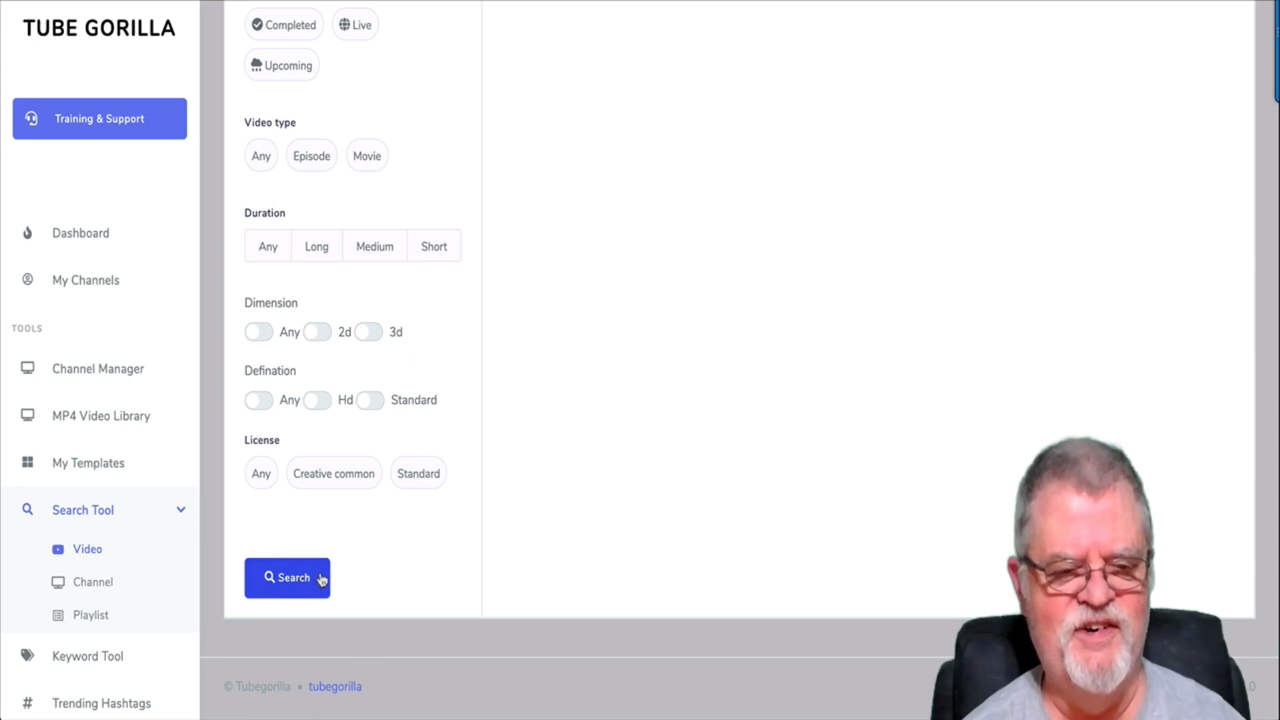 TUBE GORILLA
Training & Support
Dashboard
My Channels
TOOLS
Channel Manager
MP4 Video Library
My Templates
Search Tool
Video
Channel
Playlist
Keyword Tool
# Trending Hashtags
Completed Live
Upcoming
Video type
Any Episode Movie
Duration
Any Long Medium Short
Dimension
Any 2d 3d
Defination
Any Hd Standard
License
Any Creative common Standard
Search
© Tubegorilla • tubegorilla
0